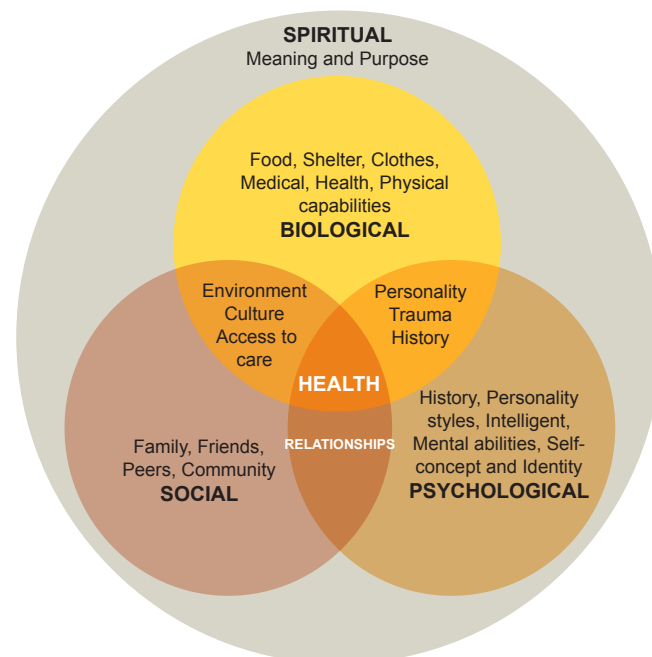 SPIRITUAL
Meaning and Purpose
Food, Shelter, Clothes,
Medical, Health, Physical
capabilities
BIOLOGICAL
Environment
Culture
Access to
care
Personality
Trauma
History
HEALTH
History, Personality
styles, Intelligent,
Mental abilities, Self-
concept and Identity
PSYCHOLOGICAL
RELATIONSHIPS
Family, Friends,
Peers, Community
SOCIAL